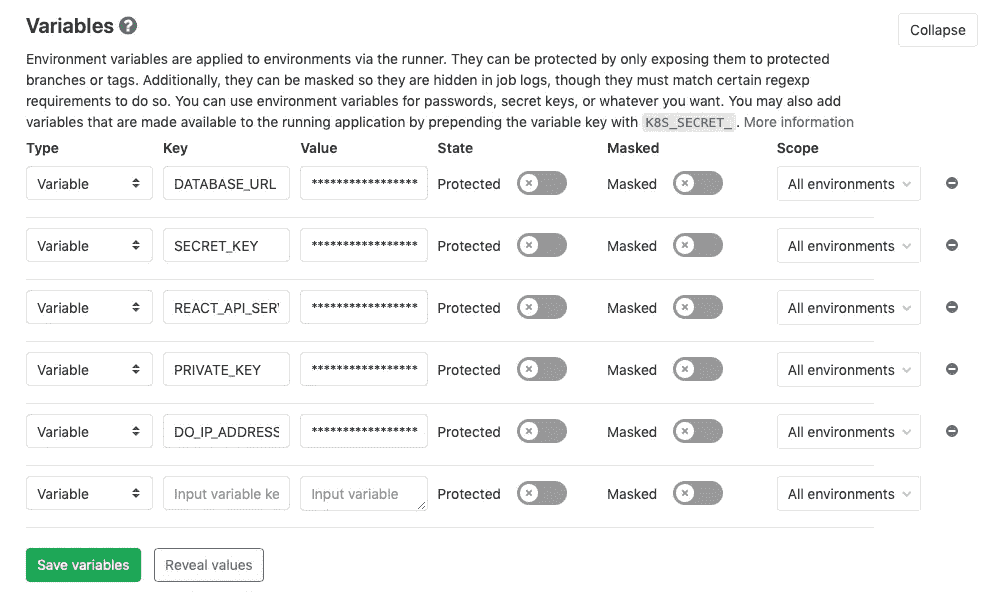 Variables ?
Collapse
Environment variables are applied to environments via the runner. They can be protected by only exposing them to protected
branches or tags. Additionally, they can be masked so they are hidden in job logs, though they must match certain regexp
requirements to do so. You can use environment variables for passwords, secret keys, or whatever you want. You may also add
variables that are made available to the running application by prepending the variable key with K8S_SECRET_. More information
Type Key Value State Masked Scope
Variable DATABASE_URL ***************** Protected Masked All environments
Variable SECRET_KEY ***************** Protected Masked All environments
Variable REACT_API_SER ***************** Protected Masked All environments
Variable PRIVATE_KEY ***************** Protected Masked All environments
Variable DO_IP_ADDRESS ***************** Protected Masked All environments
Variable Input variable ke Input variable Protected Masked All environments
Save variables Reveal values